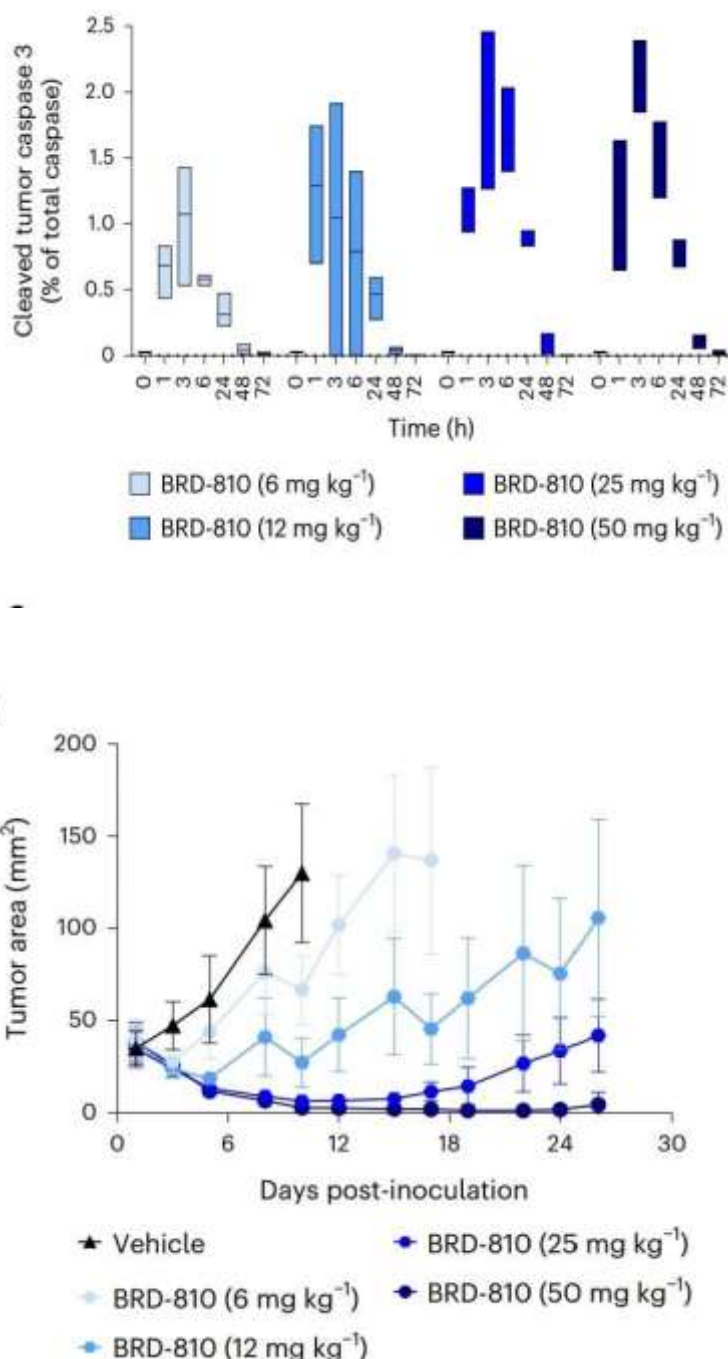 Cleaved tumor caspase 3
(% of total caspase)
2.5
2.0
1.5
1.0
0.5
0
0 1 3 6 24 48 72 0 1 3 6 24 48 72 0 1 3 6 24 48 72 0 1 3 6 24 48 72
Time (h)
BRD-810 (6 mg kg⁻¹) BRD-810 (25 mg kg⁻¹)
BRD-810 (12 mg kg⁻¹) BRD-810 (50 mg kg⁻¹)
Tumor area (mm²)
200
150
100
50
0
0 6 12 18 24 30
Days post-inoculation
Vehicle BRD-810 (25 mg kg⁻¹)
BRD-810 (6 mg kg⁻¹) BRD-810 (50 mg kg⁻¹)
BRD-810 (12 mg kg⁻¹)